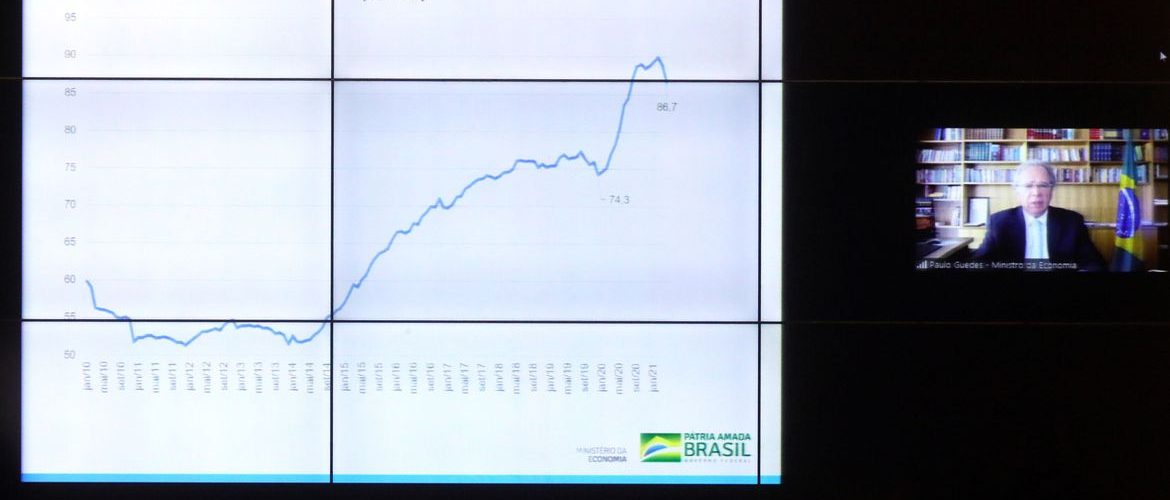 95
90
85
80
75
70
65
60
55
50
86.7
74.3
jan/10
mai/10
set/10
jan/11
mai/11
set/11
jan/12
mai/12
set/12
jan/13
mai/13
set/13
jan/14
mai/14
set/14
jan/15
mai/15
set/15
jan/16
mai/16
set/16
jan/17
mai/17
set/17
jan/18
mai/18
set/18
jan/19
mai/19
set/19
jan/20
mai/20
set/20
jan/21
MINISTÉRIO DA
ECONOMIA
PÁTRIA AMADA
BRASIL
GOVERNO FEDERAL
Paulo Guedes - Ministro da Economia